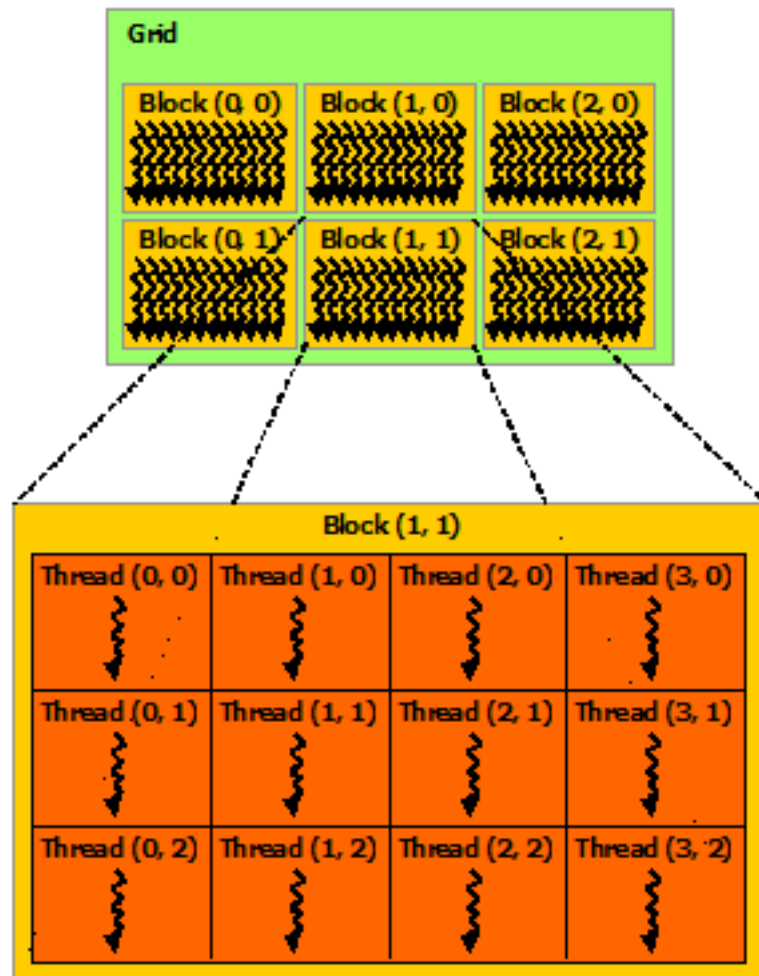 Grid
Block (0, 0) Block (1, 0) Block (2, 0)
Block (0, 1) Block (1, 1) Block (2, 1)
Block (1, 1)
Thread (0, 0) Thread (1, 0) Thread (2, 0) Thread (3, 0)
Thread (0, 1) Thread (1, 1) Thread (2, 1) Thread (3, 1)
Thread (0, 2) Thread (1, 2) Thread (2, 2) Thread (3, 2)